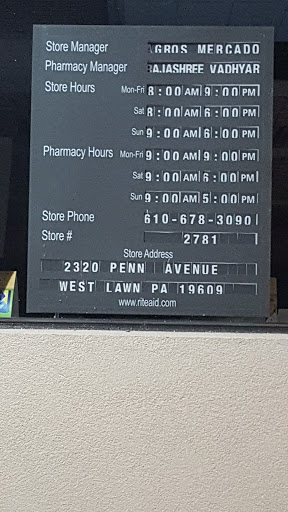 Store Manager AGROS MERCADO
Pharmacy Manager RAJASHREE VADHYAR
Store Hours Mon-Fri 8:00 AM 9:00 PM
Sat 8:00 AM 6:00 PM
Sun 9:00 AM 6:00 PM
Pharmacy Hours Mon-Fri 9:00 AM 9:00 PM
Sat 9:00 AM 6:00 PM
Sun 9:00 AM 5:00 PM
Store Phone 610-678-3090
Store # 2781
Store Address
2320 PENN AVENUE
WEST LAWN PA 19609
www.riteaid.com